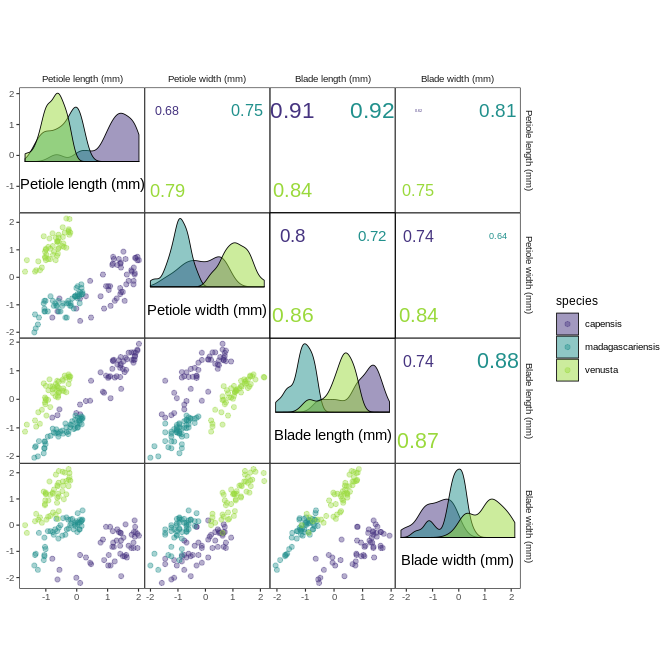 Petiole length (mm) Petiole width (mm) Blade length (mm) Blade width (mm)
2 0.68 0.75 0.91 0.92 0.81
1
0
-1 Petiole length (mm) 0.79 0.84 0.75
Petiole length (mm)
2 0.8 0.72 0.74 0.64
1
0
-1 Petiole width (mm) 0.86 0.84
-2
Petiole width (mm)
2 0.74 0.88
1
0
-1 Blade length (mm) 0.87
-2
Blade length (mm)
2
1
0
-1 Blade width (mm)
-2
Blade width (mm)
-1 0 1 2 -2 -1 0 1 2 -2 -1 0 1 2 -2 -1 0 1 2
species
capensis
madagascariensis
venusta